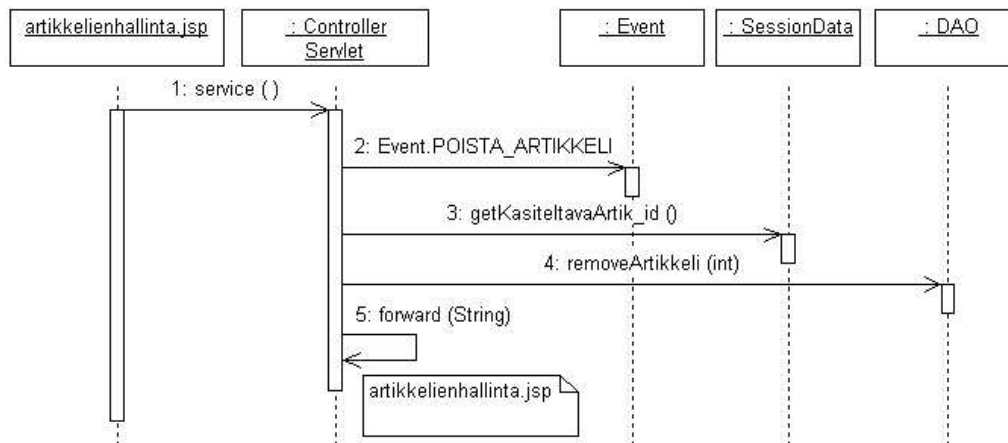 artikkelienhallinta.jsp
: Controller
Servlet
: Event
: SessionData
: DAO
1: service ( )
2: Event.POISTA_ARTIKKELI
3: getKasiteltavaArtik_id ()
4: removeArtikkeli (int)
5: forward (String)
artikkelienhallinta.jsp